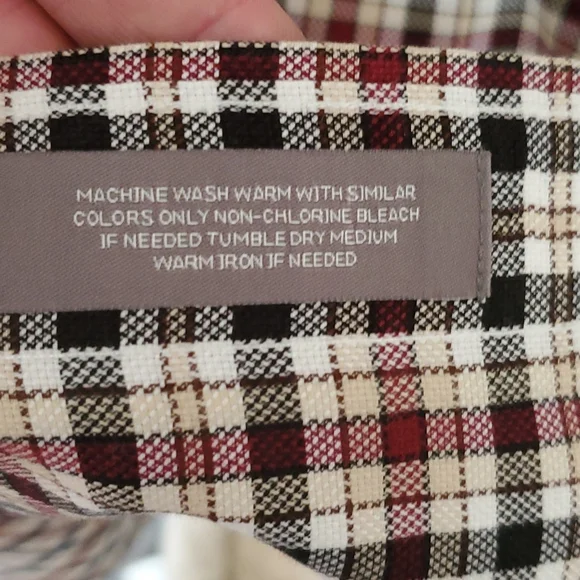 MACHINE WASH WARM WITH SIMILAR
COLORS ONLY NON-CHLORINE BLEACH
IF NEEDED TUMBLE DRY MEDIUM
WARM IRON IF NEEDED